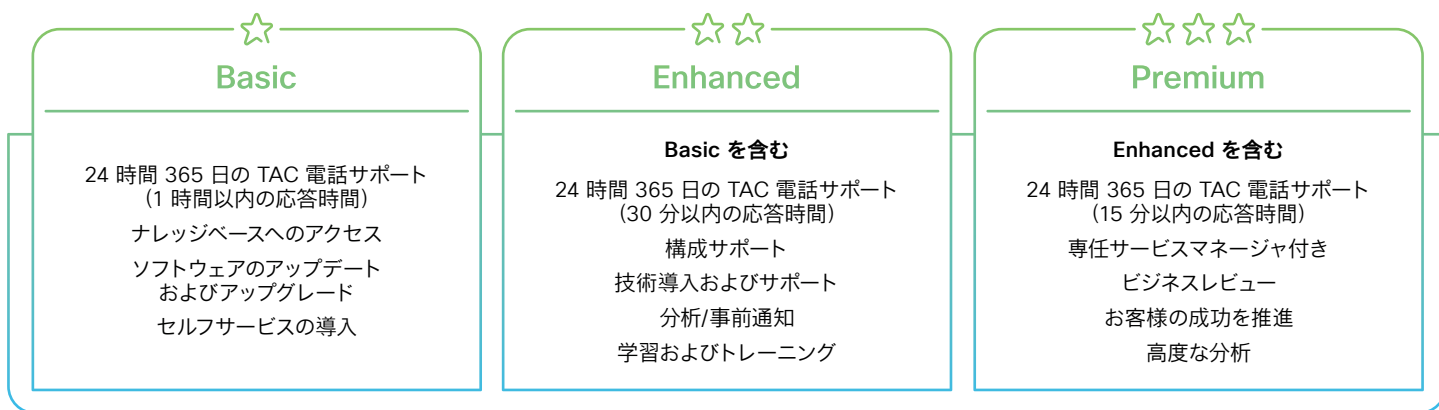 Basic
24 時間 365 日の TAC 電話サポート
（1 時間以内の応答時間）
ナレッジベースへのアクセス
ソフトウェアのアップデート
およびアップグレード
セルフサービスの導入
Enhanced
Basic を含む
24 時間 365 日の TAC 電話サポート
（30 分以内の応答時間）
構成サポート
技術導入およびサポート
分析/事前通知
学習およびトレーニング
Premium
Enhanced を含む
24 時間 365 日の TAC 電話サポート
（15 分以内の応答時間）
専任サービスマネージャ付き
ビジネスレビュー
お客様の成功を推進
高度な分析